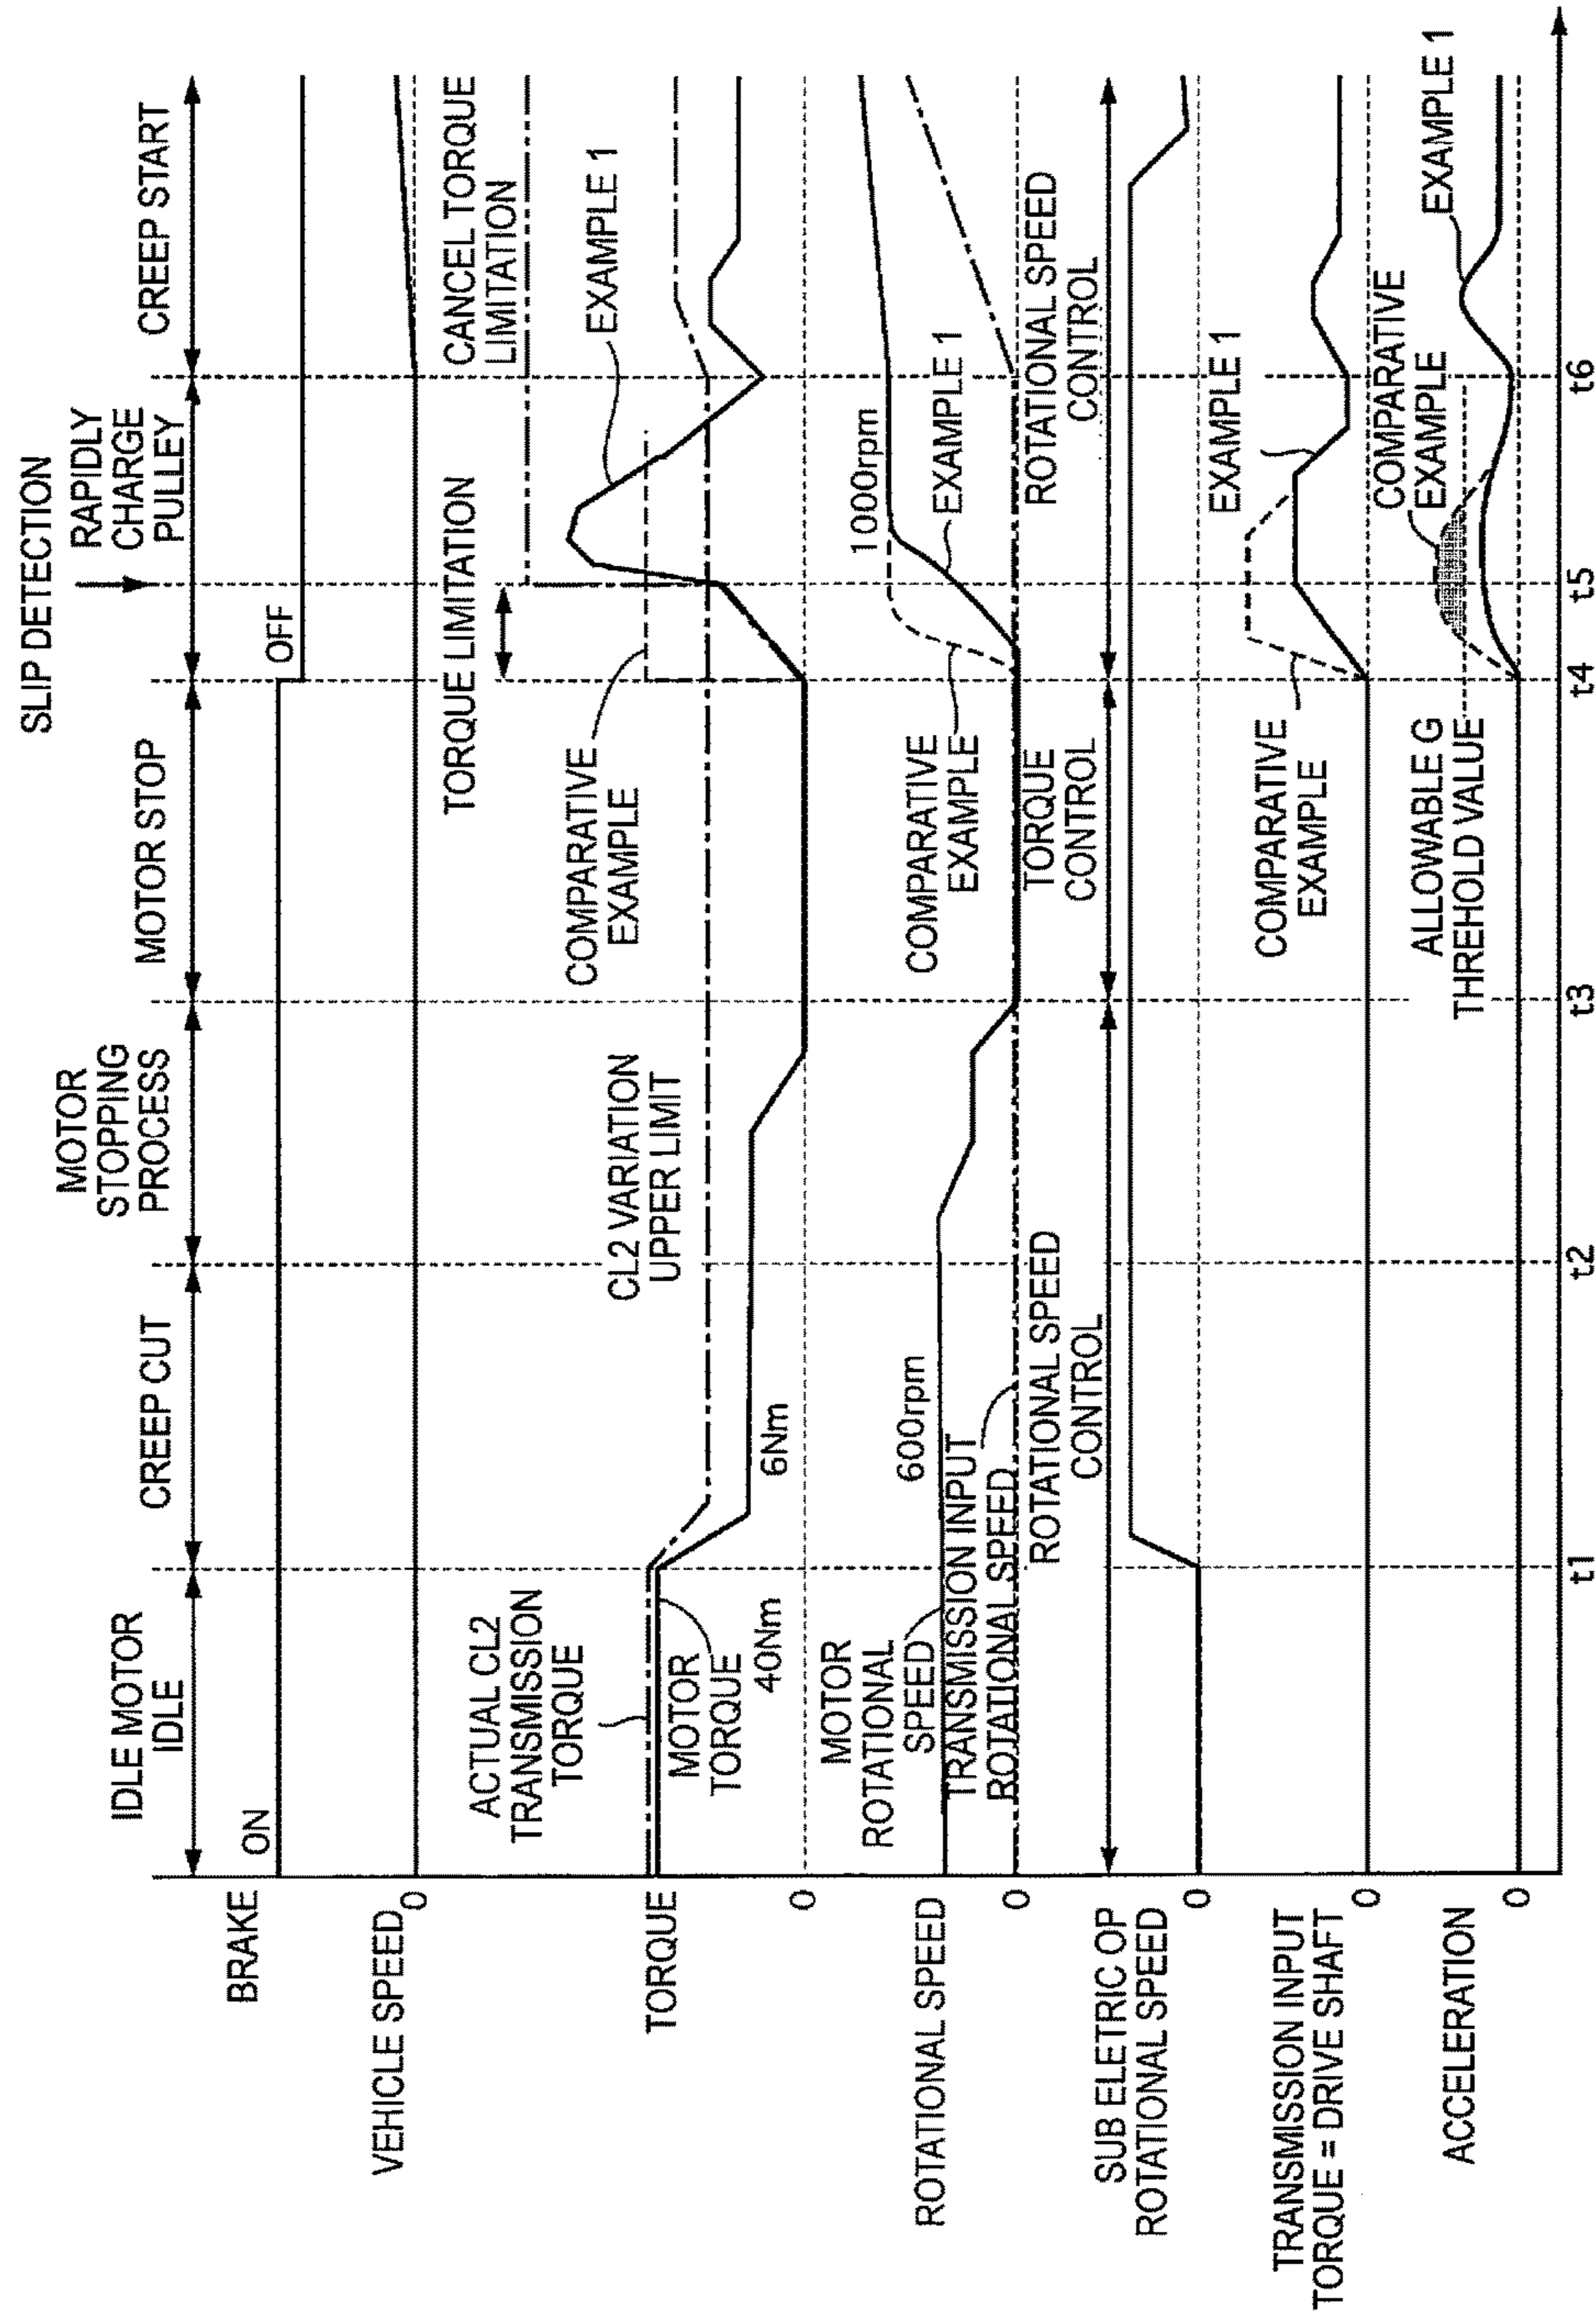 SLIP DETECTION
IDLE MOTOR
IDLE
CREEP CUT
MOTOR
STOPPING
PROCESS
MOTOR STOP
RAPIDLY
CHARGE
PULLEY
CREEP START
BRAKE
ON
OFF
VEHICLE SPEED
0
TORQUE LIMITATION
CANCEL TORQUE
LIMITATION
ACTUAL CL2
TRANSMISSION
TORQUE
COMPARATIVE
EXAMPLE
EXAMPLE 1
CL2 VARIATION
UPPER LIMIT
TORQUE
MOTOR
TORQUE
40Nm
6Nm
0
MOTOR
ROTATIONAL
SPEED
600rpm
1000rpm
COMPARATIVE
EXAMPLE
EXAMPLE 1
ROTATIONAL SPEED
TRANSMISSION INPUT
ROTATIONAL SPEED
0
ROTATIONAL SPEED
CONTROL
TORQUE
CONTROL
ROTATIONAL SPEED
CONTROL
SUB ELETRIC OP
ROTATIONAL SPEED
0
EXAMPLE 1
COMPARATIVE
EXAMPLE
TRANSMISSION INPUT
TORQUE = DRIVE SHAFT
0
COMPARATIVE
EXAMPLE
EXAMPLE 1
ALLOWABLE G
THREHOLD VALUE
ACCELERATION
0
t1
t2
t3
t4
t5
t6